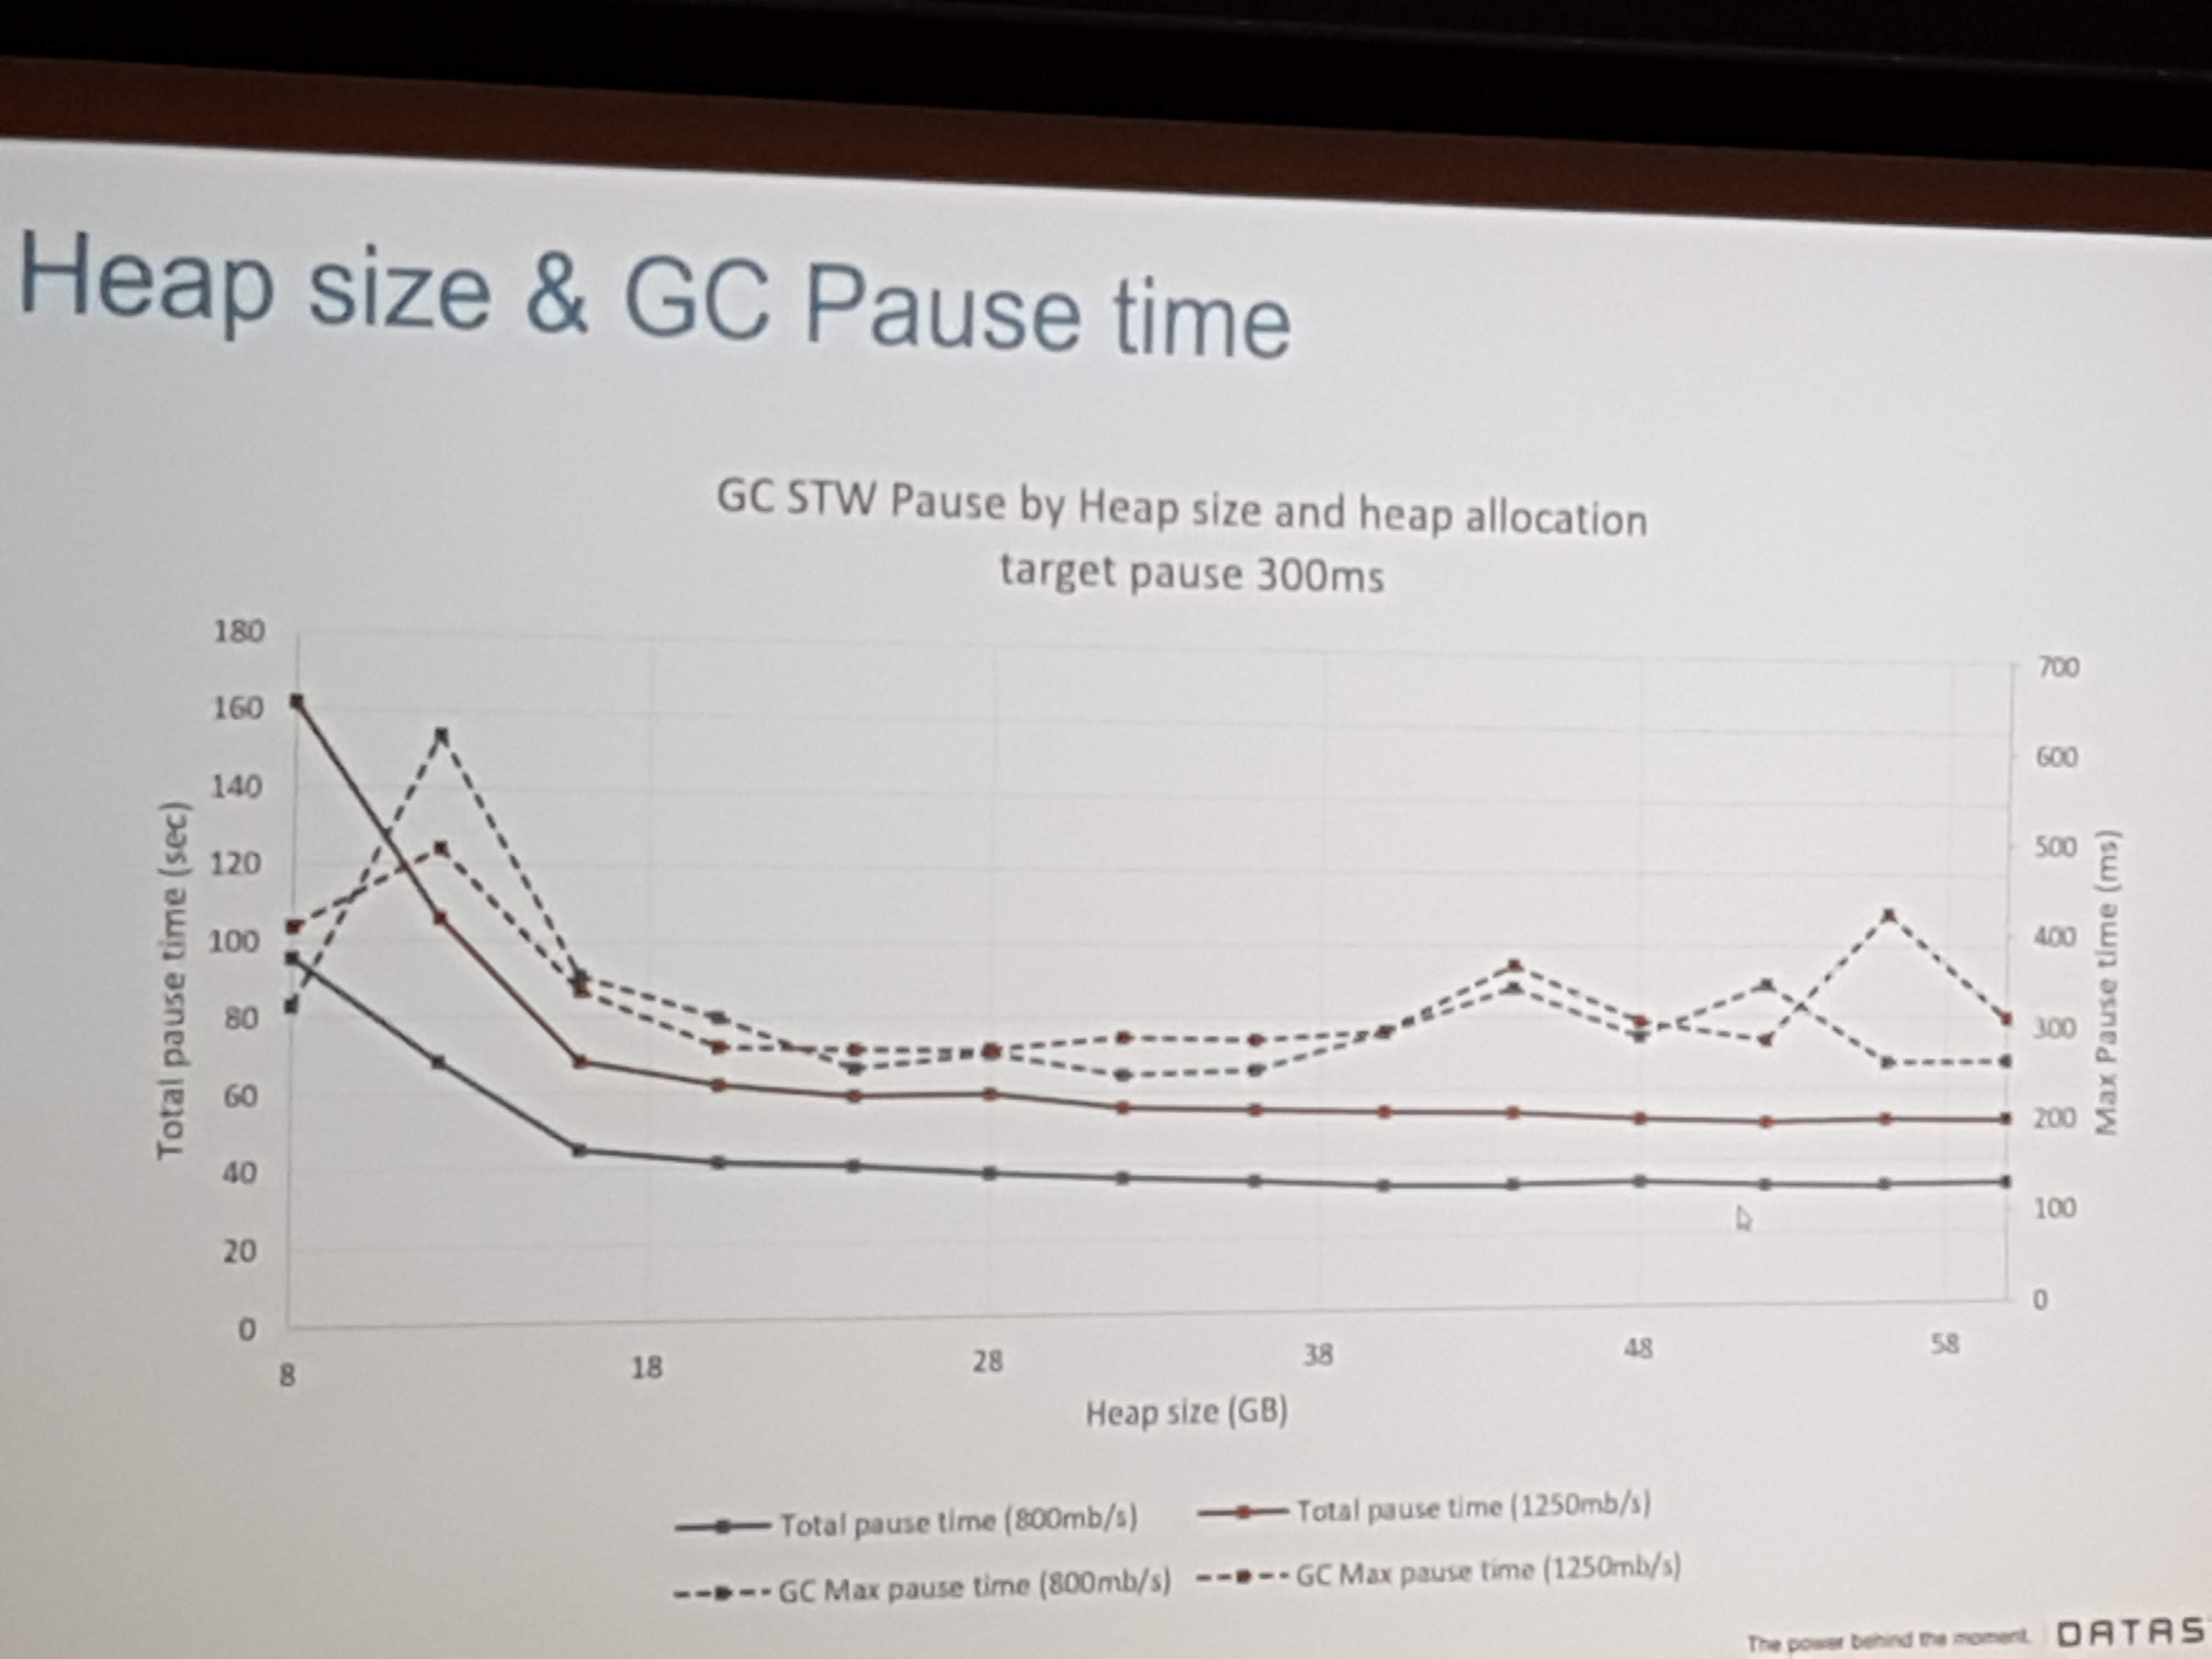 Heap size & GC Pause time
GC STW Pause by Heap size and heap allocation
target pause 300ms
Total pause time (sec)
180
160
140
120
100
80
60
40
20
0
700
600
500
400
300
200
100
0
Max Pause time (ms)
8 18 28 38 48 58
Heap size (GB)
Total pause time (800mb/s) Total pause time (1250mb/s)
GC Max pause time (800mb/s) GC Max pause time (1250mb/s)
The power behind the moment. DATAS